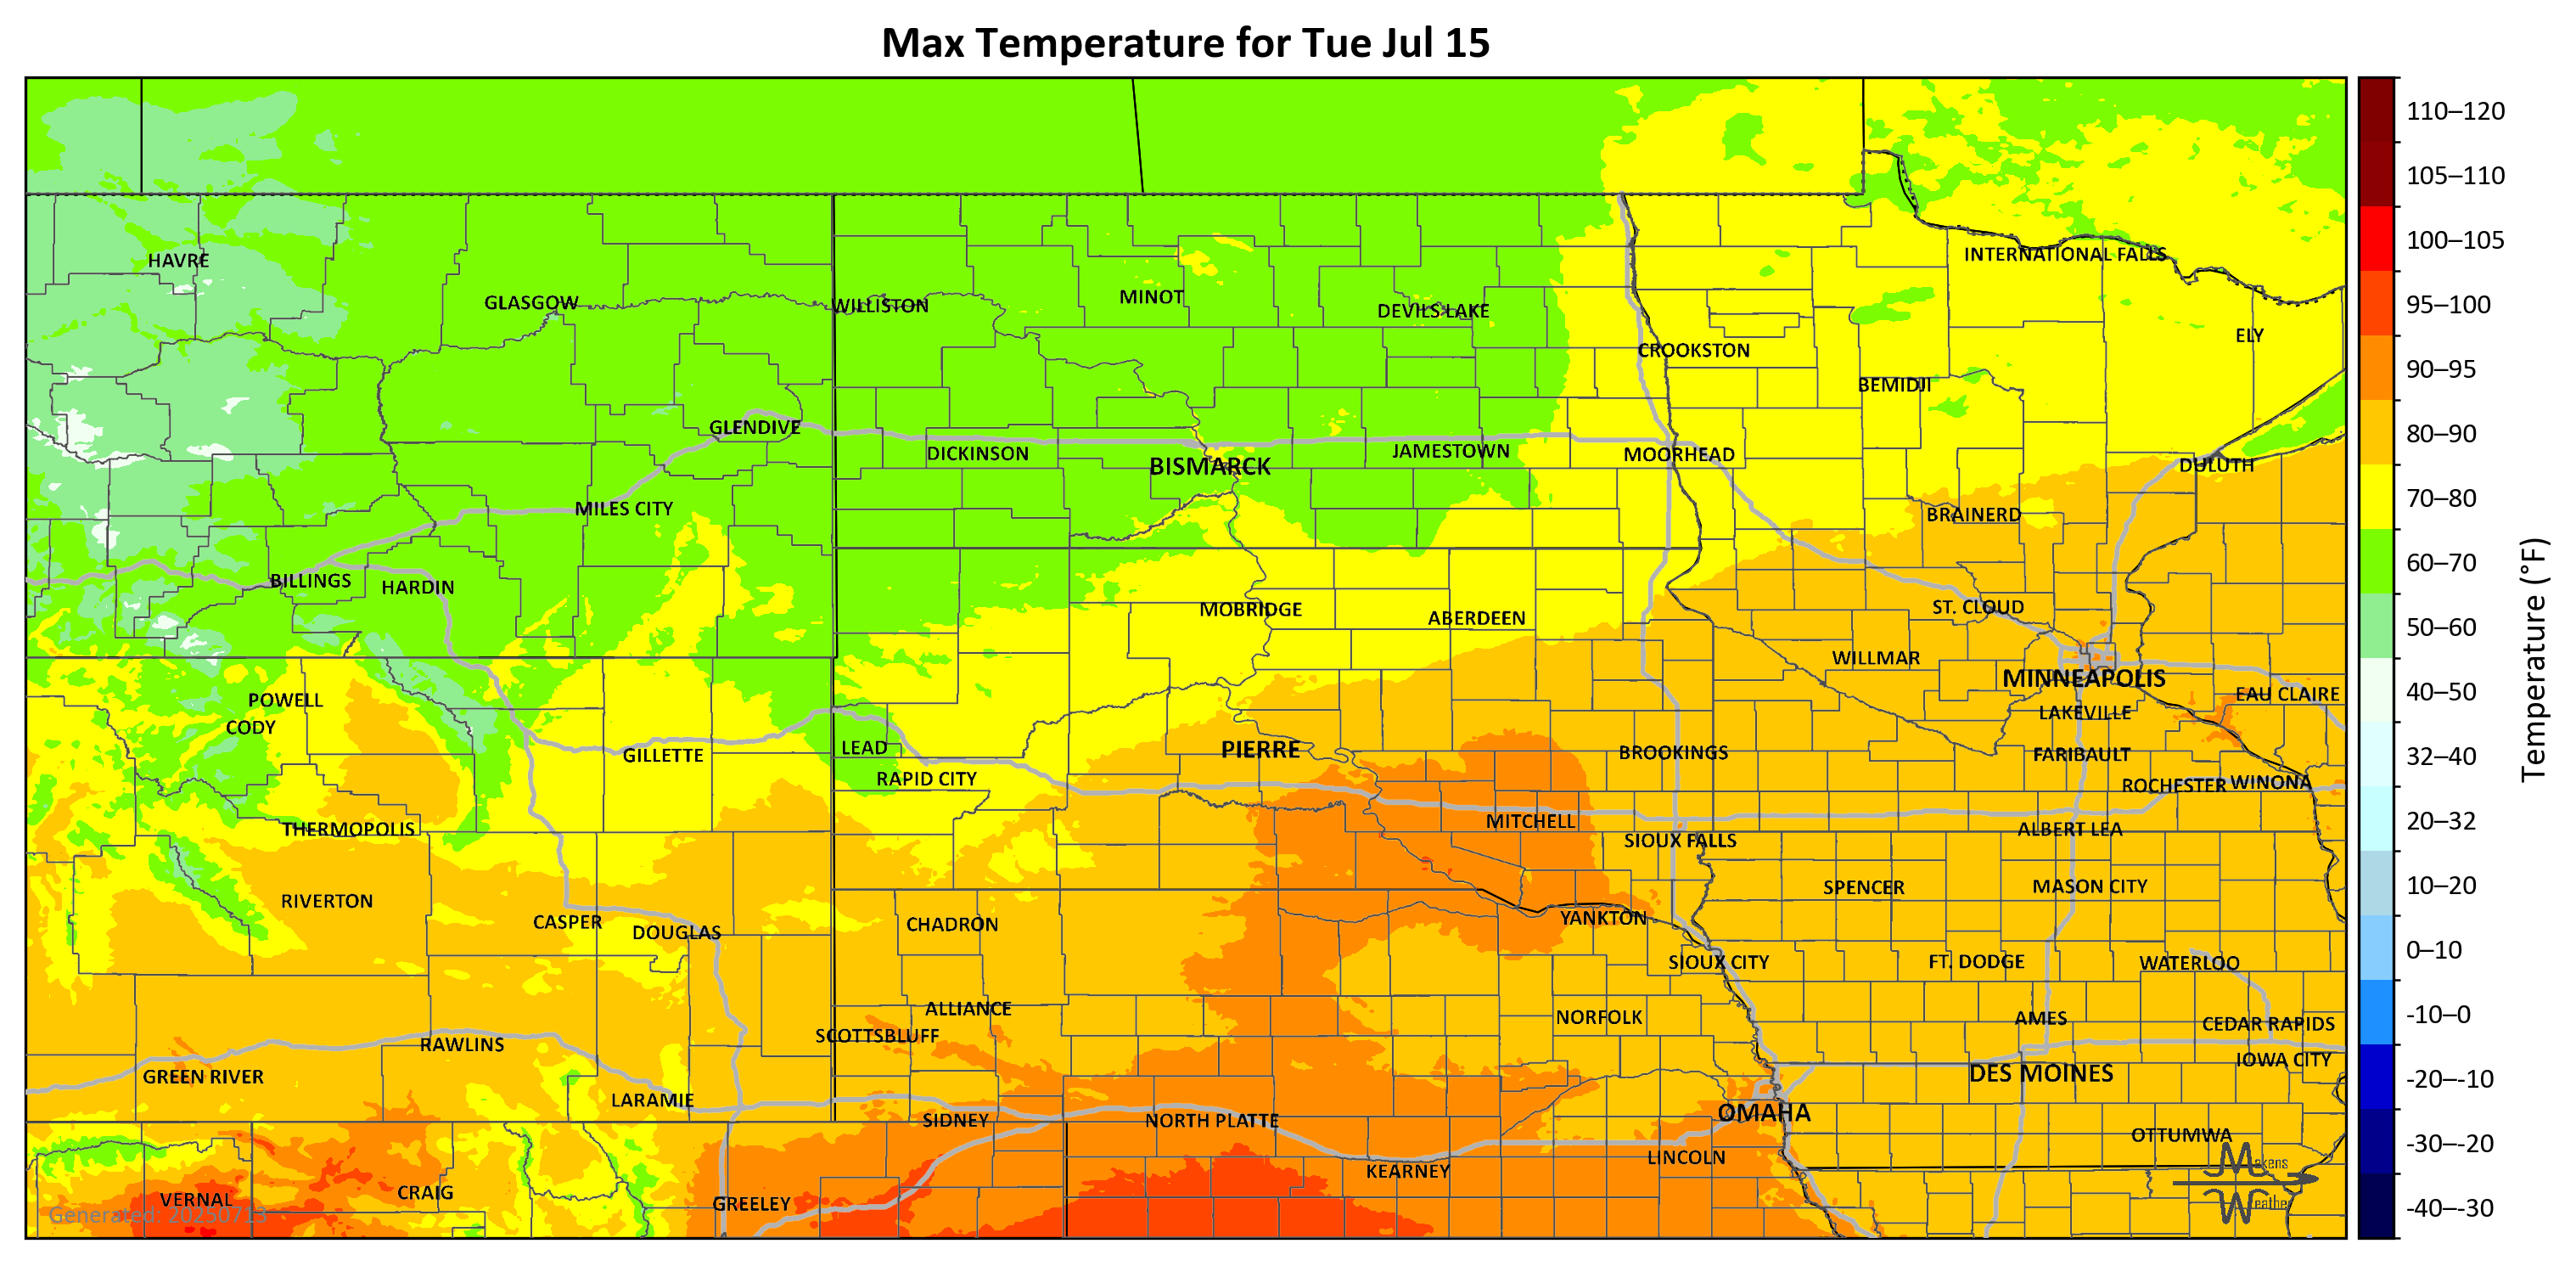 Max Temperature for Tue Jul 15
110–120
105–110
100–105
95–100
90–95
80–90
70–80
60–70
50–60
40–50
32–40
20–32
10–20
0–10
-10–0
-20–-10
-30–-20
-40–-30
Temperature (°F)
HAVRE
INTERNATIONAL FALLS
GLASGOW
WILLISTON
MINOT
DEVILS LAKE
ELY
CROOKSTON
BEMIDJI
GLENDIVE
DICKINSON
BISMARCK
JAMESTOWN
MOORHEAD
DULUTH
MILES CITY
BRAINERD
BILLINGS
HARDIN
MOBRIDGE
ABERDEEN
ST. CLOUD
WILLMAR
MINNEAPOLIS
POWELL
EAU CLAIRE
CODY
LAKEVILLE
GILLETTE
LEAD
PIERRE
BROOKINGS
FARIBAULT
RAPID CITY
ROCHESTER
WINONA
THERMOPOLIS
MITCHELL
SIOUX FALLS
ALBERT LEA
RIVERTON
SPENCER
MASON CITY
CASPER
DOUGLAS
CHADRON
YANKTON
SIOUX CITY
FT. DODGE
WATERLOO
ALLIANCE
NORFOLK
AMES
CEDAR RAPIDS
SCOTTSBLUFF
RAWLINS
IOWA CITY
GREEN RIVER
DES MOINES
LARAMIE
SIDNEY
NORTH PLATTE
OMAHA
OTTUMWA
LINCOLN
KEARNEY
VERNAL
CRAIG
GREELEY
Makens
Weather
Generated: 20250713